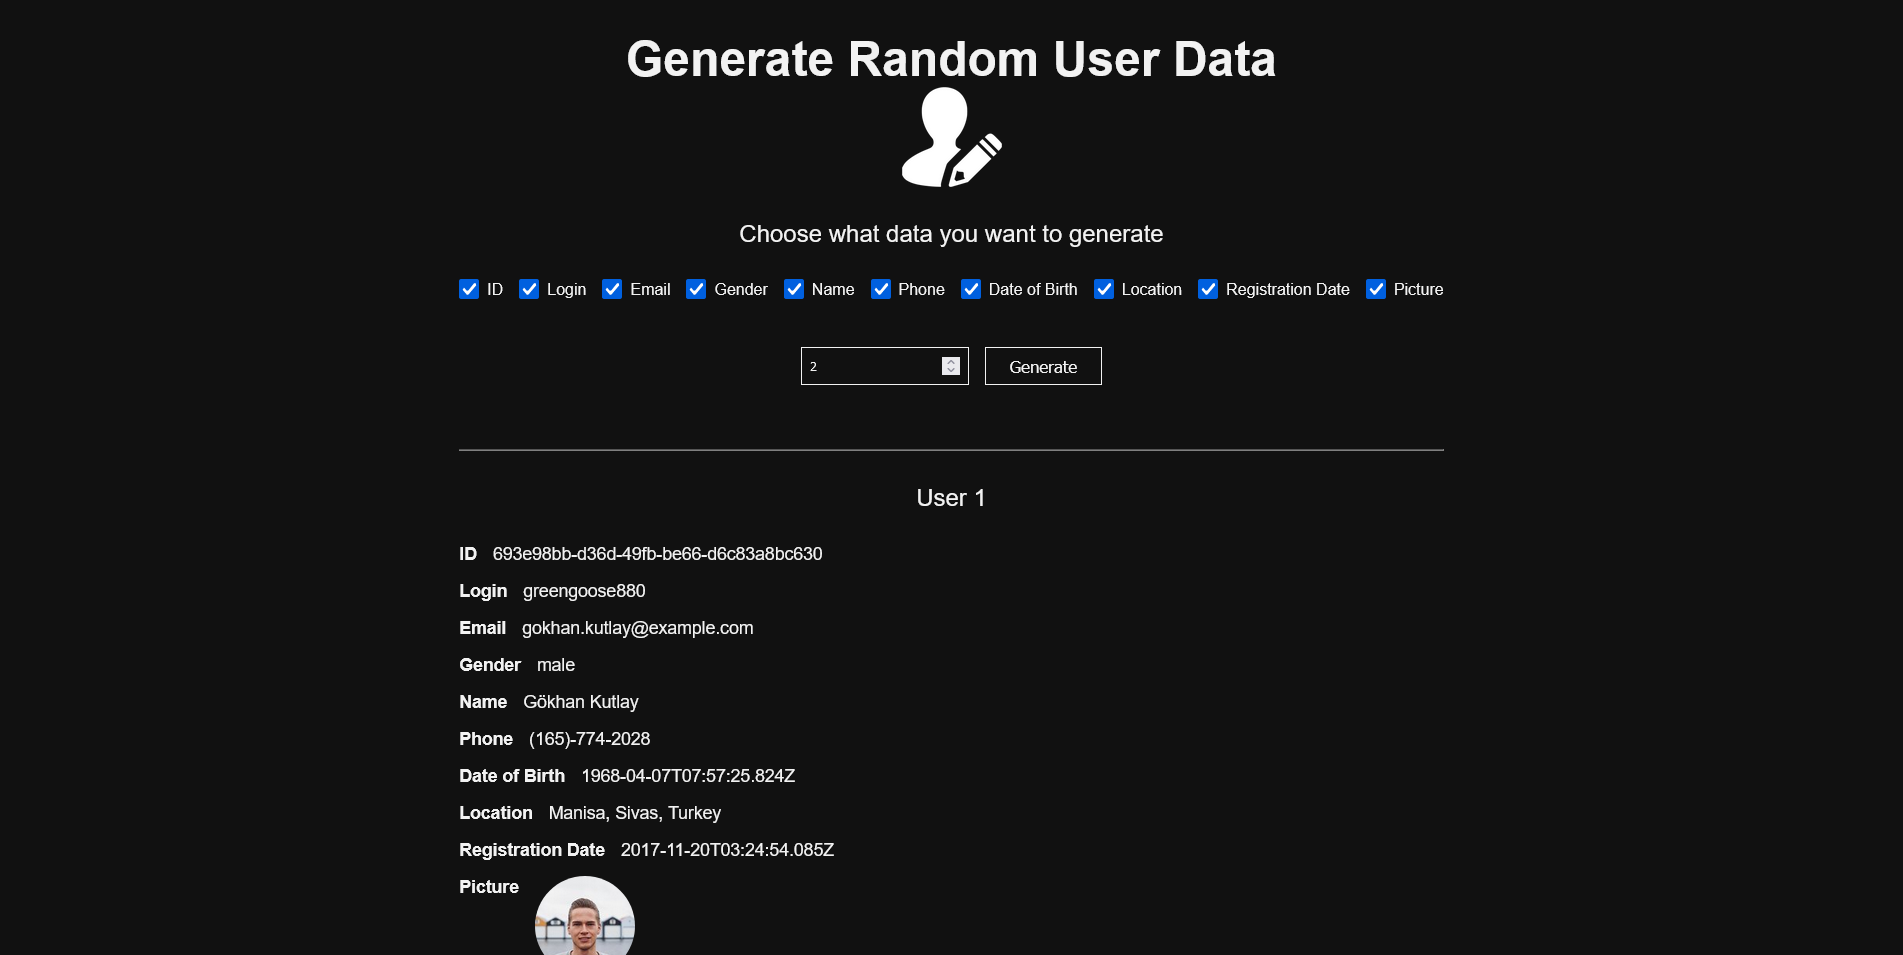 Generate Random User Data
Choose what data you want to generate
ID Login Email Gender Name Phone Date of Birth Location Registration Date Picture
2 Generate
User 1
ID 693e98bb-d36d-49fb-be66-d6c83a8bc630
Login greengoose880
Email gokhan.kutlay@example.com
Gender male
Name Gökhan Kutlay
Phone (165)-774-2028
Date of Birth 1968-04-07T07:57:25.824Z
Location Manisa, Sivas, Turkey
Registration Date 2017-11-20T03:24:54.085Z
Picture